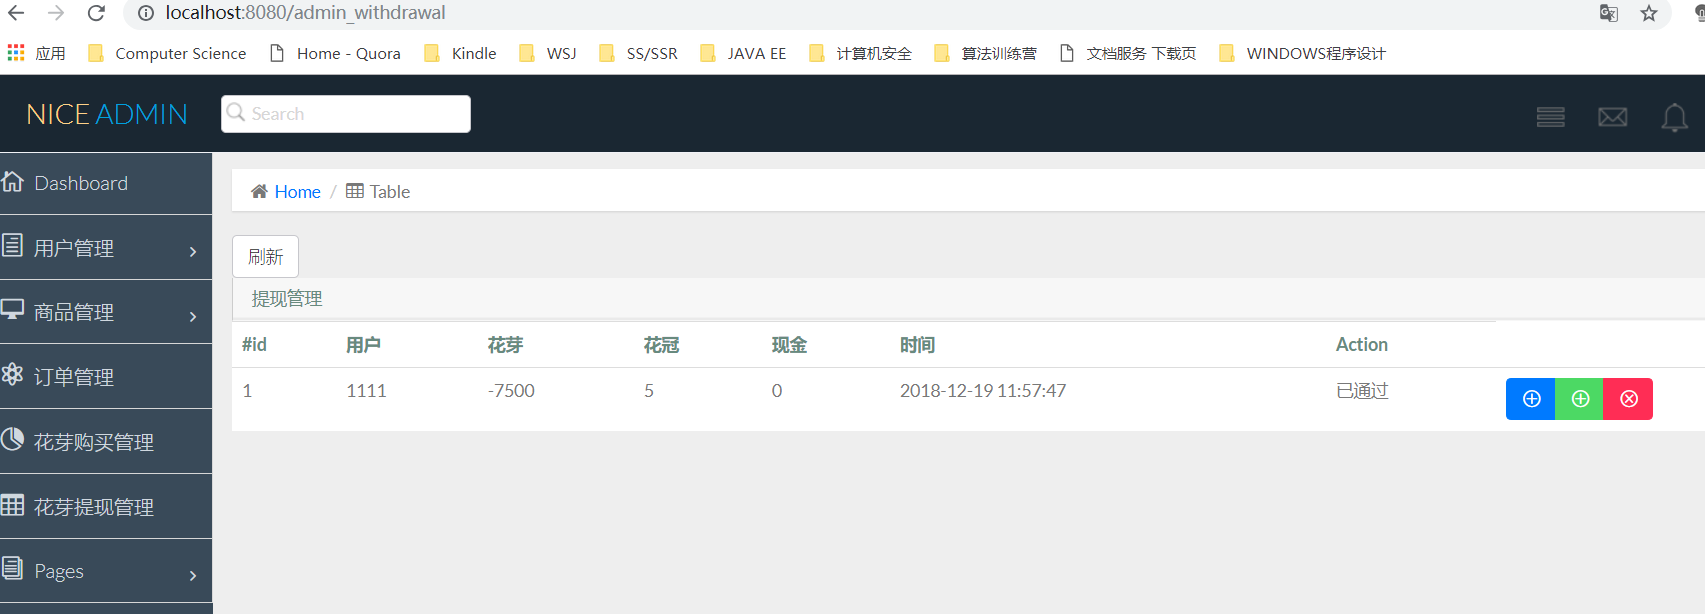 localhost:8080/admin_withdrawal
应用 Computer Science Home - Quora Kindle WSJ SS/SSR JAVA EE 计算机安全 算法训练营 文档服务 下载页 WINDOWS程序设计
NICE ADMIN Search
Dashboard
用户管理
商品管理
订单管理
花芽购买管理
花芽提现管理
Pages
Home / Table
刷新
提现管理
#id 用户 花芽 花冠 现金 时间 Action
1 1111 -7500 5 0 2018-12-19 11:57:47 已通过